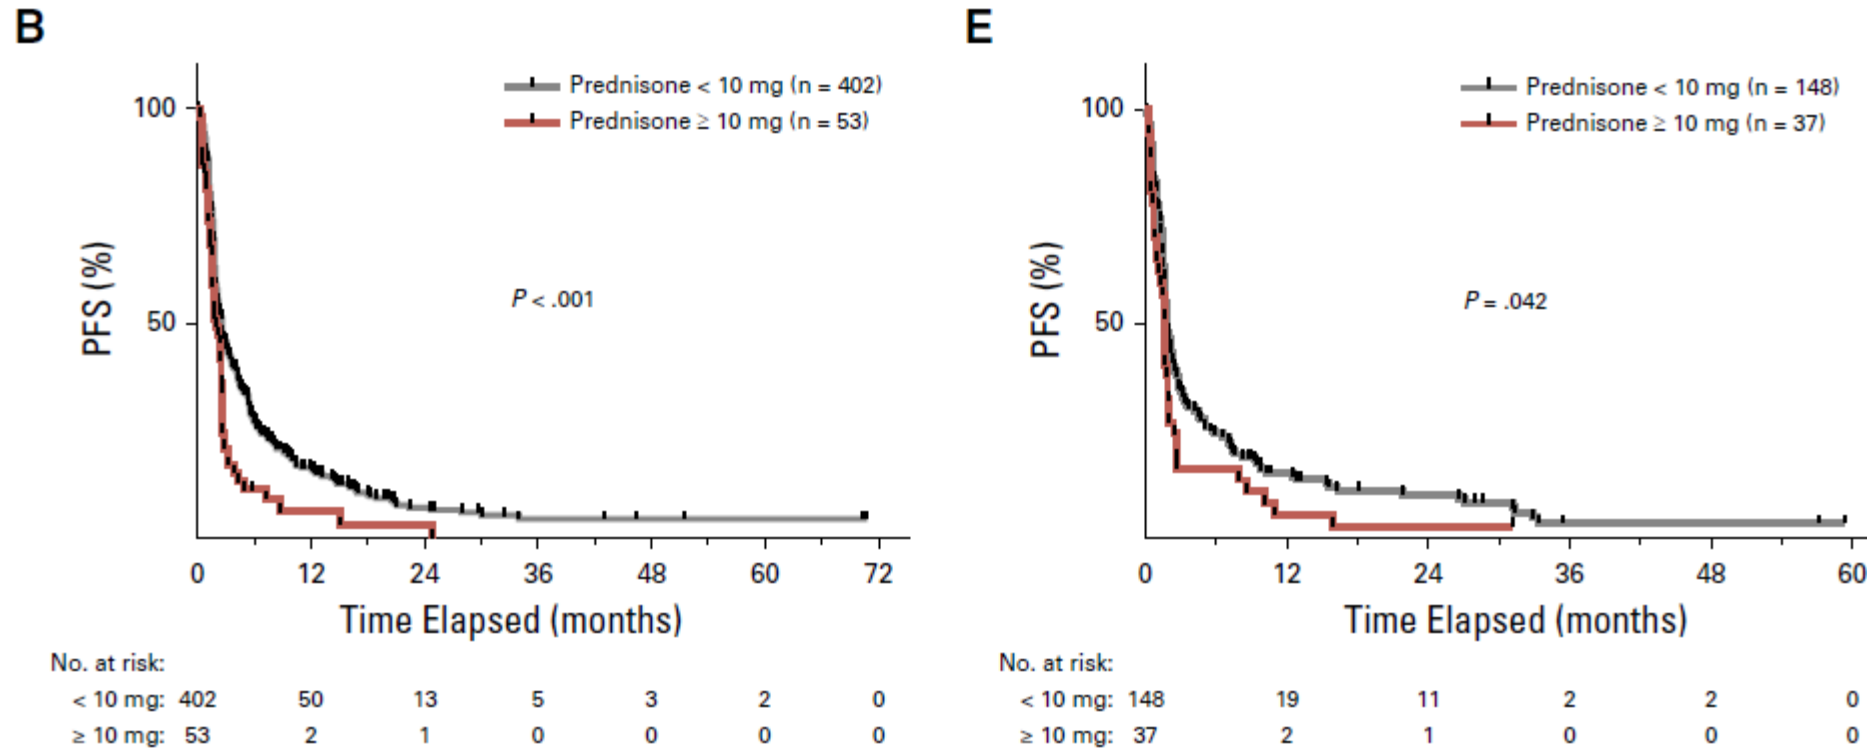 B
Prednisone < 10 mg (n = 402)
Prednisone ≥ 10 mg (n = 53)
100
50
PFS (%)
P < .001
0 12 24 36 48 60 72
Time Elapsed (months)
No. at risk:
< 10 mg: 402 50 13 5 3 2 0
≥ 10 mg: 53 2 1 0 0 0 0
E
Prednisone < 10 mg (n = 148)
Prednisone ≥ 10 mg (n = 37)
100
50
PFS (%)
P = .042
0 12 24 36 48 60
Time Elapsed (months)
No. at risk:
< 10 mg: 148 19 11 2 2 0
≥ 10 mg: 37 2 1 0 0 0